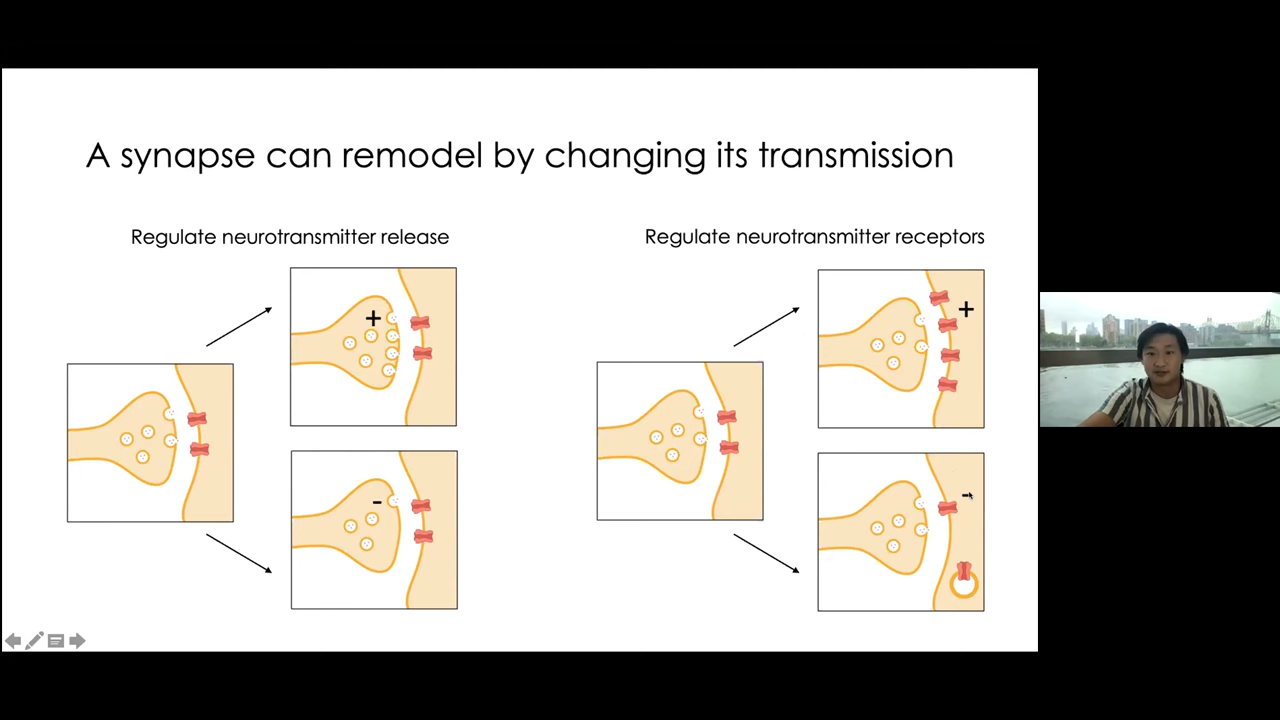 A synapse can remodel by changing its transmission
Regulate neurotransmitter release
Regulate neurotransmitter receptors
+
-
+
-